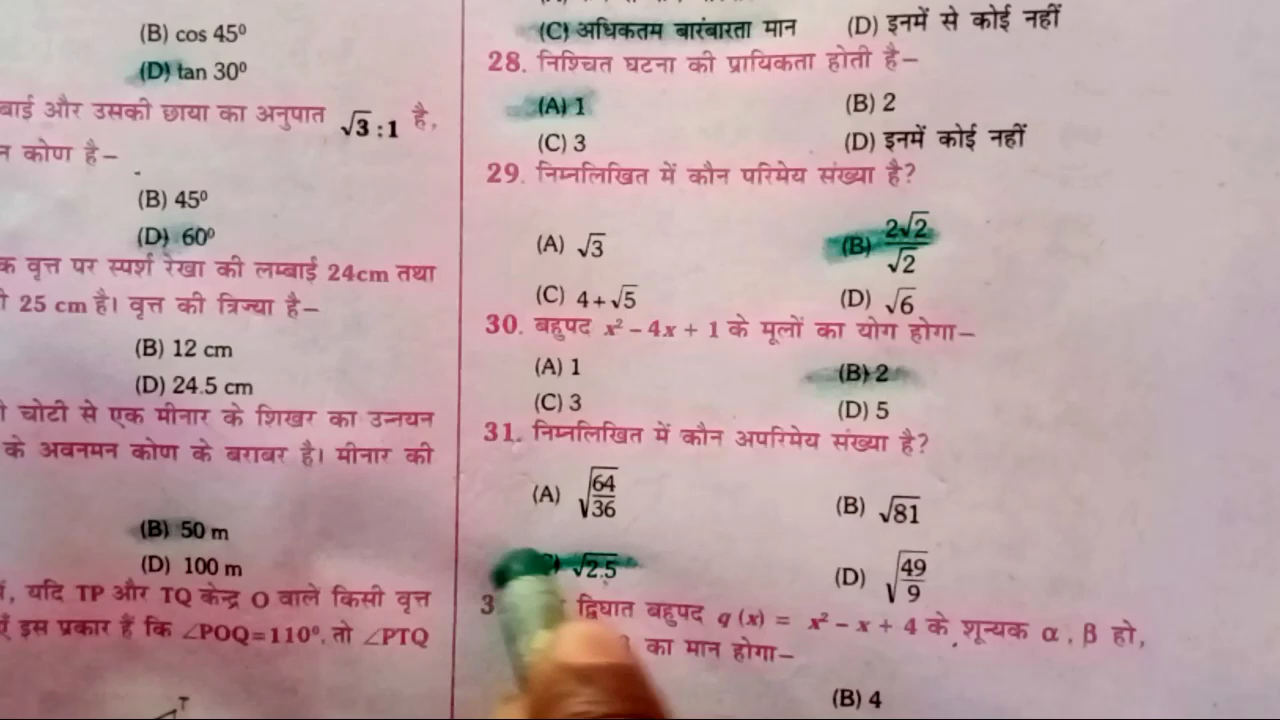 (B) cos 45⁰
(D) tan 30⁰
बाई और उसकी छाया का अनुपात √3 : 1 है,
न कोण है–
(B) 45⁰
(D) 60⁰
क वृत्त पर स्पर्श रेखा की लम्बाई 24cm तथा
25 cm है। वृत्त की त्रिज्या है–
(B) 12 cm
(D) 24.5 cm
चोटी से एक मीनार के शिखर का उन्नयन
के अवनमन कोण के बराबर है। मीनार की
(B) 50 m
(D) 100 m
यदि TP और TQ केन्द्र O वाले किसी वृत्त
इस प्रकार हैं कि ∠POQ=110⁰, तो ∠PTQ
T
(C) अधिकतम बारंबारता मान (D) इनमें से कोई नहीं
28. निश्चित घटना की प्रायिकता होती है–
(A) 1 (B) 2
(C) 3 (D) इनमें कोई नहीं
29. निम्नलिखित में कौन परिमेय संख्या है?
(A) √3 (B) 2√2/√2
(C) 4+√5 (D) √6
30. बहुपद x² – 4x + 1 के मूलों का योग होगा–
(A) 1 (B) 2
(C) 3 (D) 5
31. निम्नलिखित में कौन अपरिमेय संख्या है?
(A) √64/36 (B) √81
√2.5 (D) √49/9
3 द्विघात बहुपद q (x) = x² – x + 4 के शून्यक α, β हो,
का मान होगा–
(B) 4